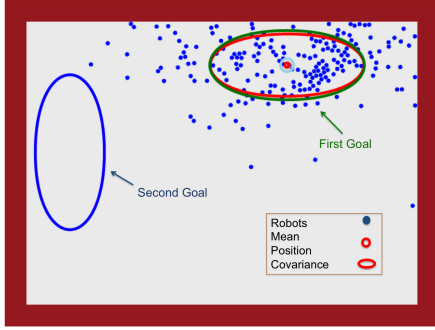 First Goal
Second Goal
Robots
Mean
Position
Covariance